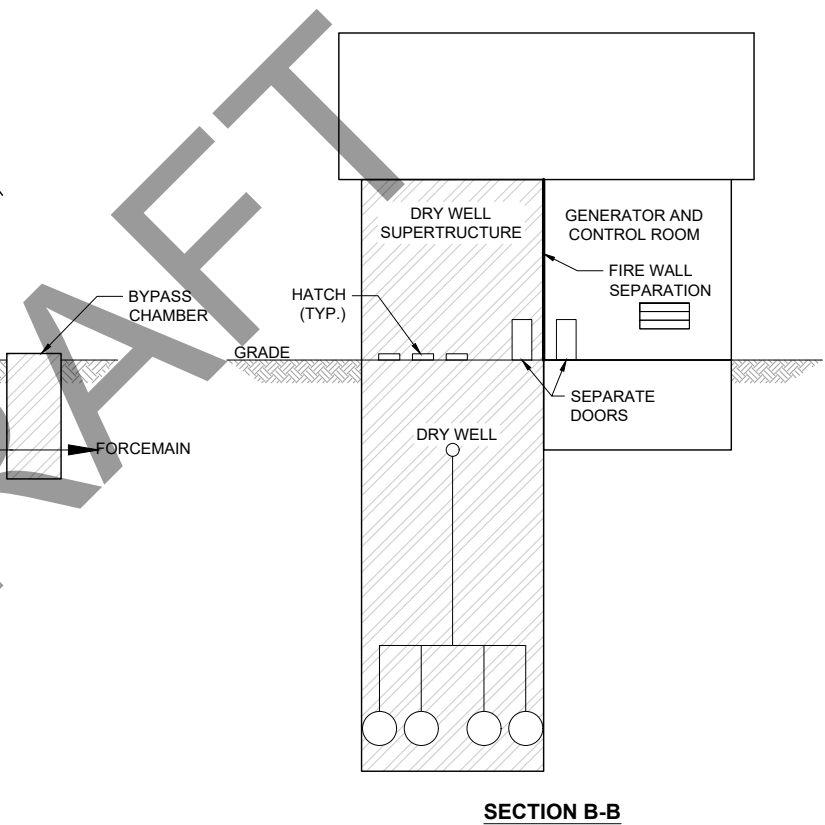 DRAFT
DRY WELL
SUPERTRUCTURE
GENERATOR AND
CONTROL ROOM
FIRE WALL
SEPARATION
BYPASS
CHAMBER
HATCH
(TYP.)
GRADE
SEPARATE
DOORS
DRY WELL
FORCEMAIN
SECTION B-B